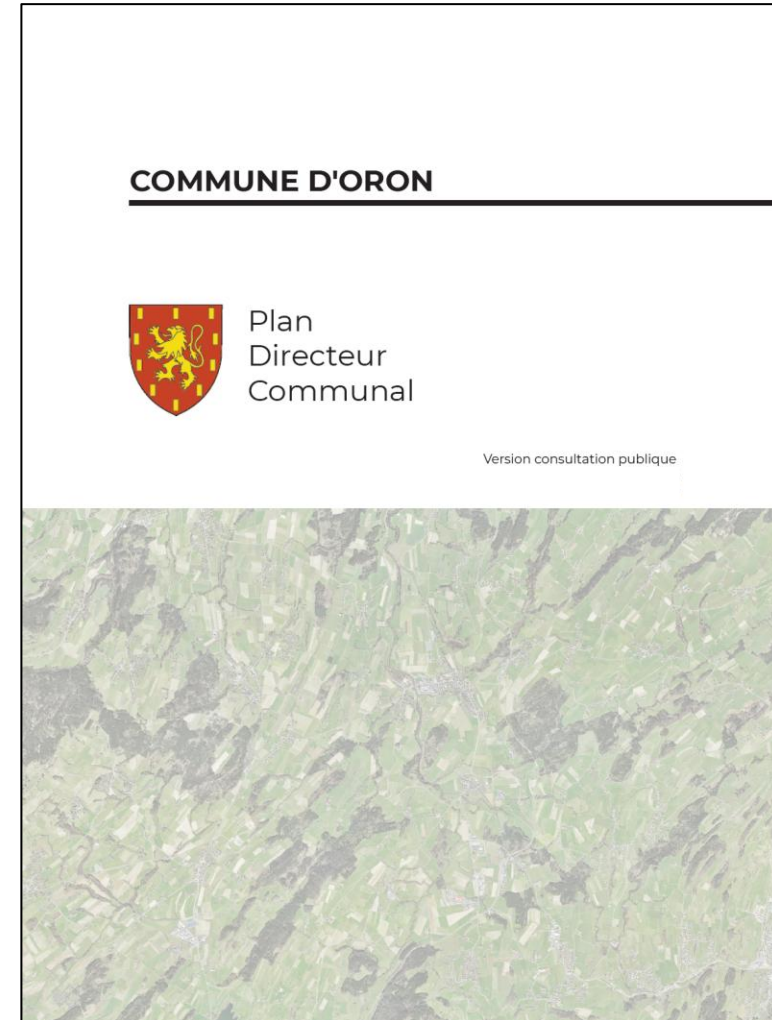 COMMUNE D'ORON
Plan
Directeur
Communal
Version consultation publique